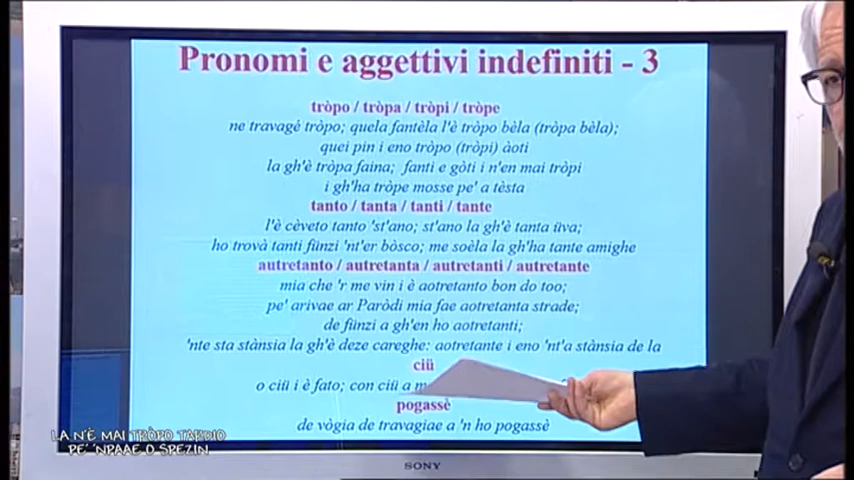 Pronomi e aggettivi indefiniti - 3
tròpo / tròpa / tròpi / tròpe
ne travagé tròpo; quela fantèla l'è tròpo bèla (tròpa bèla);
quei pin i eno tròpo (tròpi) àoti
la gh'è tròpa faina; fanti e gòti i n'en mai tròpi
i gh'ha tròpe mosse pe' a tèsta
tanto / tanta / tanti / tante
l'è cèveto tanto 'st'ano; st'ano la gh'è tanta üva;
ho trovà tanti fünzi 'nt'er bòsco; me soèla la gh'ha tante amighe
autretanto / autretanta / autretanti / autretante
mia che 'r me vin i è aotretanto bon do too;
pe' arivae ar Paròdi mia fae aotretanta strade;
de fünzi a gh'en ho aotretanti;
'nte sta stànsia la gh'è deze careghe: aotretante i eno 'nt'a stànsia de la
ciü
o ciü i è fato; con ciü a
pogassè
de vògia de travagiae a 'n ho pogassè
SONY
LA N'È MAI TRÒPO TARDIO
PE' 'NPAAE O SPEZIN